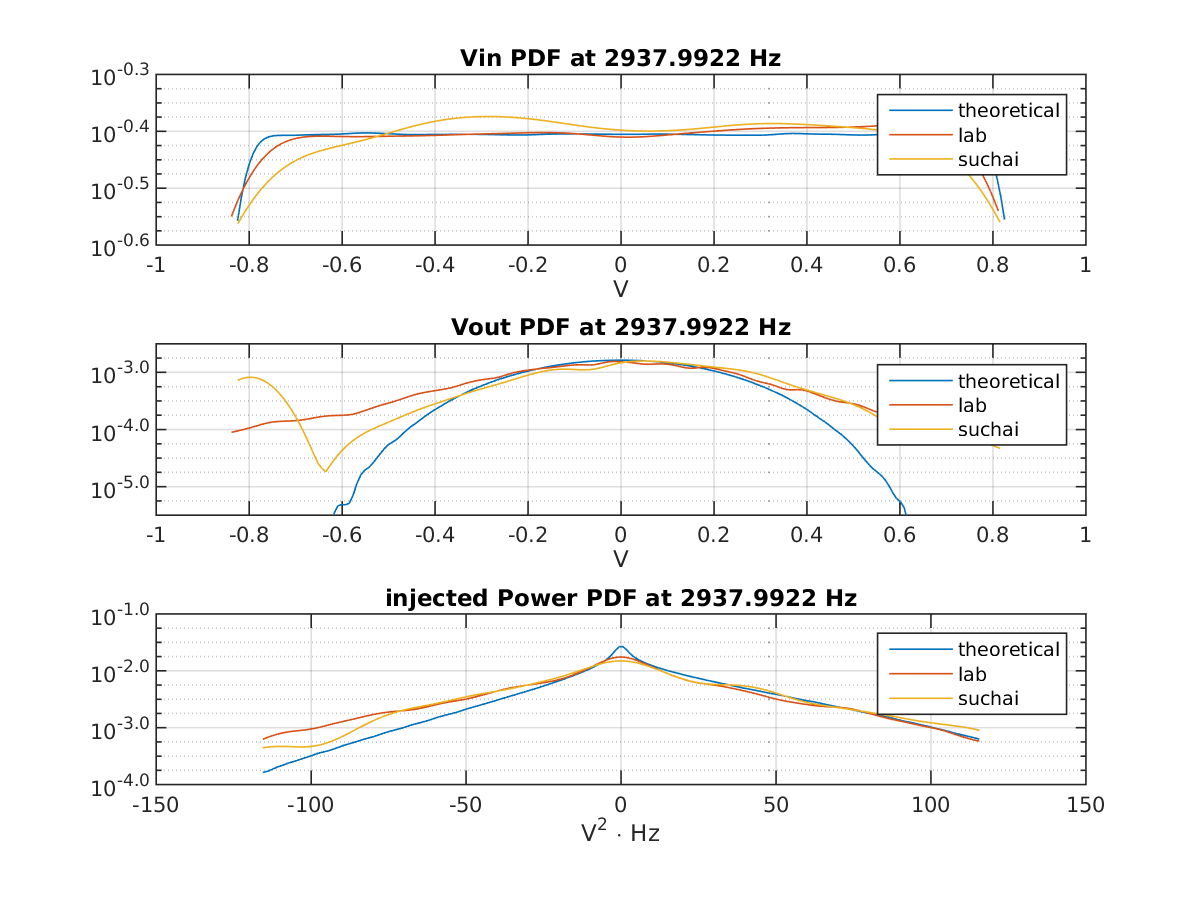 Vin PDF at 2937.9922 Hz
10^-0.3
10^-0.4
10^-0.5
10^-0.6
theoretical
lab
suchai
-1 -0.8 -0.6 -0.4 -0.2 0 0.2 0.4 0.6 0.8 1
V
Vout PDF at 2937.9922 Hz
10^-3.0
10^-4.0
10^-5.0
theoretical
lab
suchai
-1 -0.8 -0.6 -0.4 -0.2 0 0.2 0.4 0.6 0.8 1
V
injected Power PDF at 2937.9922 Hz
10^-1.0
10^-2.0
10^-3.0
10^-4.0
theoretical
lab
suchai
-150 -100 -50 0 50 100 150
V^2 · Hz